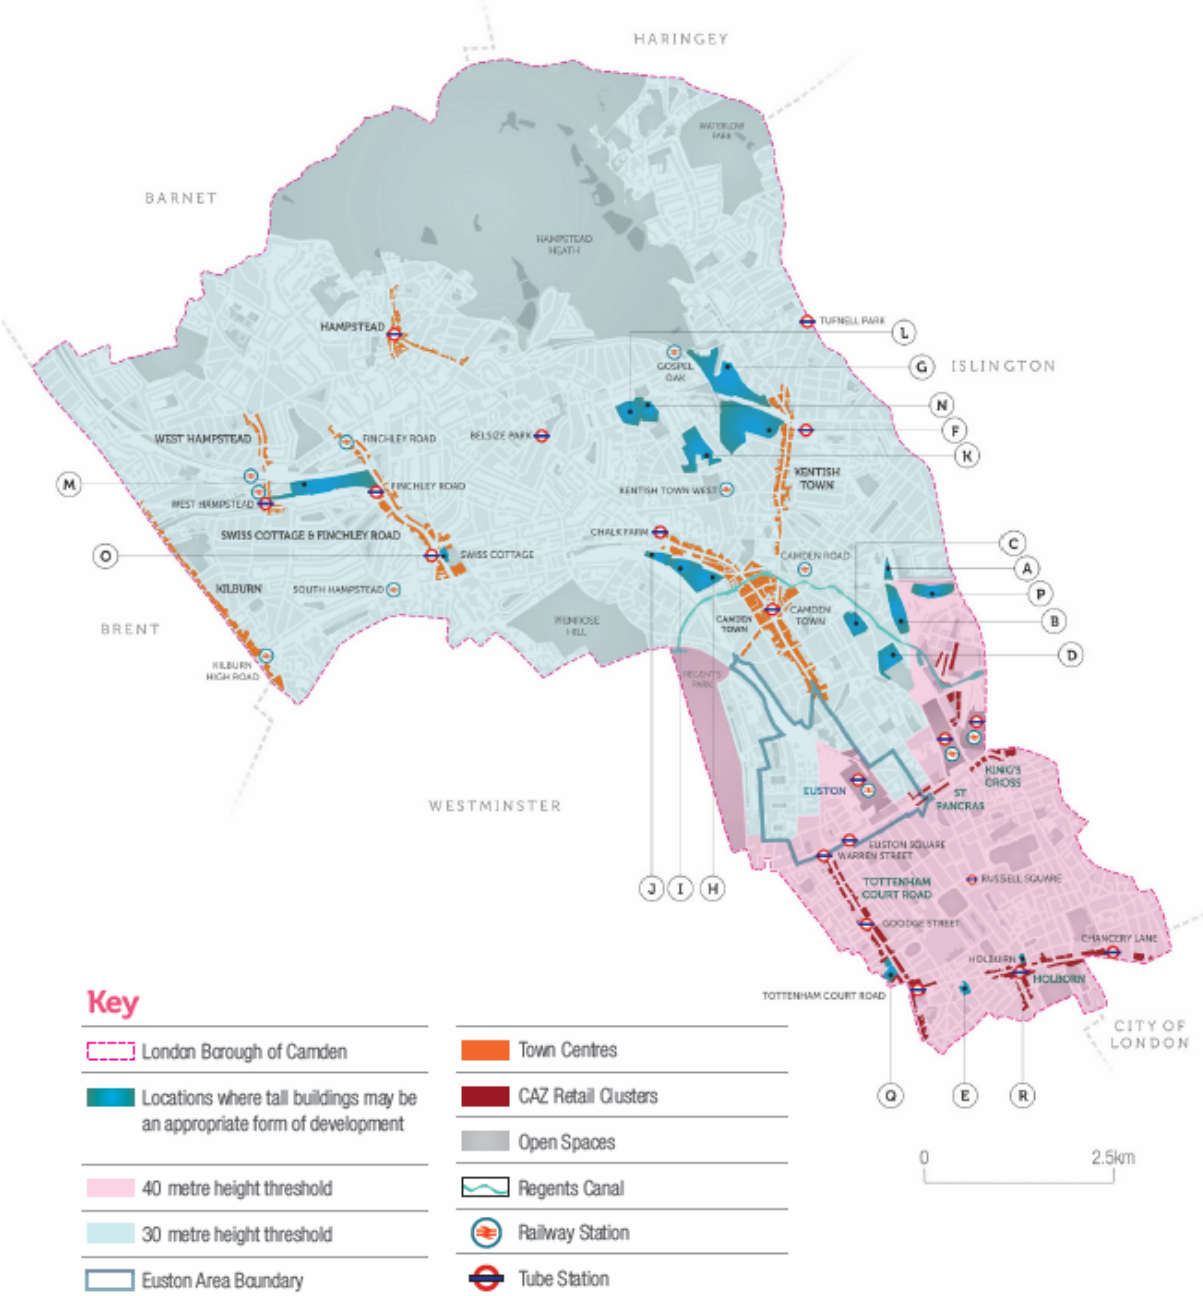 HARINGEY
WATERLOW
PARK
BARNET
HAMPSTEAD
HEATH
HAMPSTEAD
TUFNELL PARK
L
GOSPEL
OAK
G
ISLINGTON
N
WEST HAMPSTEAD
FINCHLEY ROAD
BELSIZE PARK
F
K
M
FINCHLEY ROAD
KENTISH TOWN WEST
KENTISH
TOWN
WEST HAMPSTEAD
SWISS COTTAGE & FINCHLEY ROAD
CHALK FARM
C
O
SWISS COTTAGE
CAMDEN ROAD
A
KILBURN
SOUTH HAMPSTEAD
P
BRENT
PRIMROSE
HILL
CAMDEN
TOWN
CAMDEN
TOWN
B
D
KILBURN
HIGH ROAD
REGENT'S
PARK
KING'S
CROSS
EUSTON
ST
PANCRAS
WESTMINSTER
EUSTON SQUARE
WARREN STREET
J
I
H
TOTTENHAM
COURT ROAD
RUSSELL SQUARE
GOODGE STREET
CHANCERY LANE
HOLBURN
HOLBORN
TOTTENHAM COURT ROAD
CITY OF
LONDON
Q
E
R
0
2.5km
Key
London Borough of Camden
Locations where tall buildings may be
an appropriate form of development
40 metre height threshold
30 metre height threshold
Euston Area Boundary
Town Centres
CAZ Retail Clusters
Open Spaces
Regents Canal
Railway Station
Tube Station